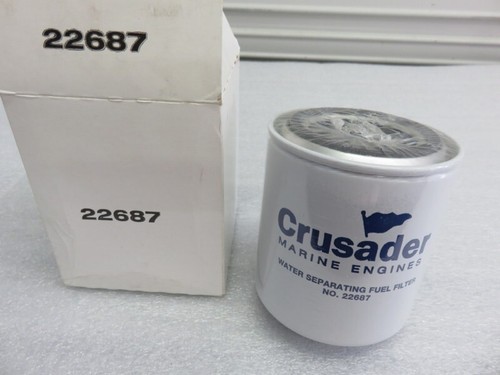 22687
22687
Crusader
MARINE ENGINES
WATER SEPARATING FUEL FILTER
NO. 22687